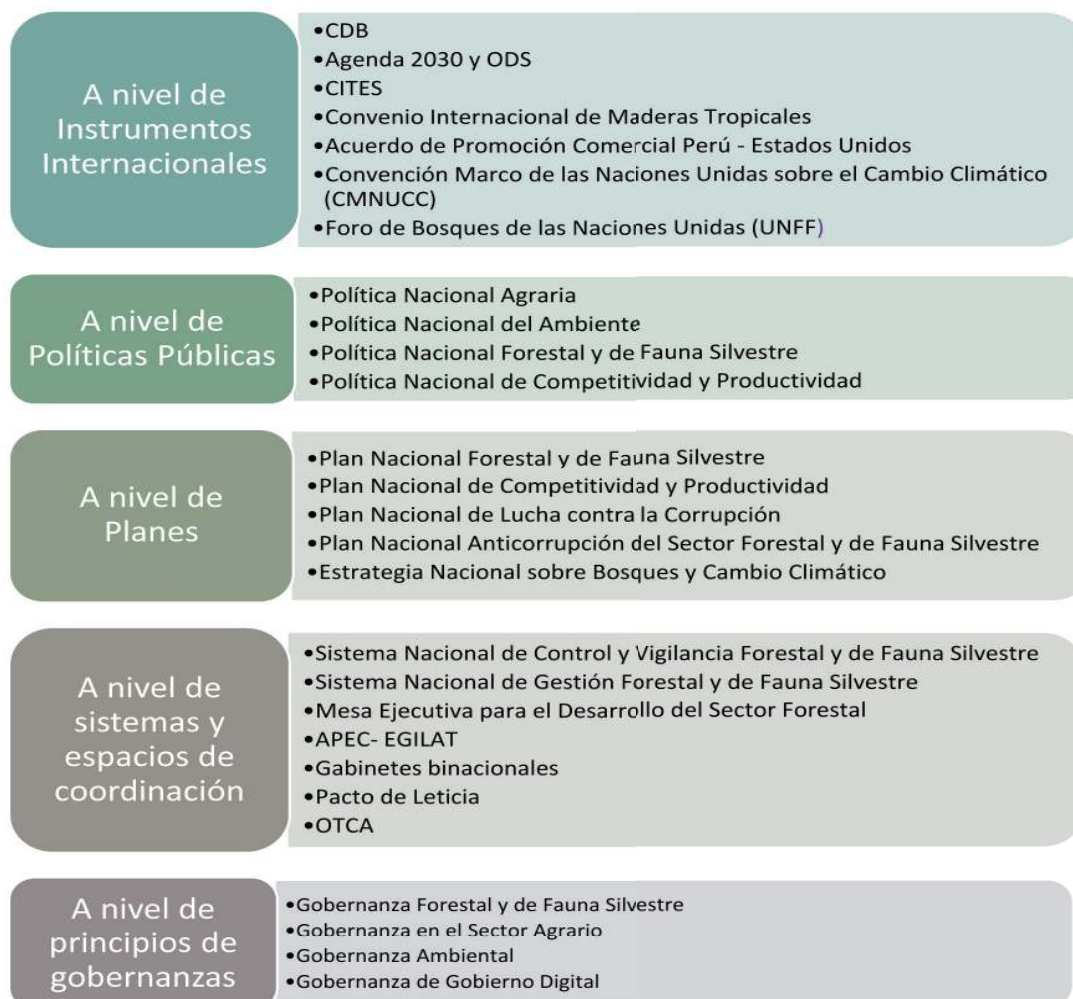 A nivel de
Instrumentos
Internacionales
•CDB
•Agenda 2030 y ODS
•CITES
•Convenio Internacional de Maderas Tropicales
•Acuerdo de Promoción Comercial Perú - Estados Unidos
•Convención Marco de las Naciones Unidas sobre el Cambio Climático
(CMNUCC)
•Foro de Bosques de las Naciones Unidas (UNFF)
A nivel de
Políticas Públicas
•Política Nacional Agraria
•Política Nacional del Ambiente
•Política Nacional Forestal y de Fauna Silvestre
•Política Nacional de Competitividad y Productividad
A nivel de
Planes
•Plan Nacional Forestal y de Fauna Silvestre
•Plan Nacional de Competitividad y Productividad
•Plan Nacional de Lucha contra la Corrupción
•Plan Nacional Anticorrupción del Sector Forestal y de Fauna Silvestre
•Estrategia Nacional sobre Bosques y Cambio Climático
A nivel de
sistemas y
espacios de
coordinación
•Sistema Nacional de Control y Vigilancia Forestal y de Fauna Silvestre
•Sistema Nacional de Gestión Forestal y de Fauna Silvestre
•Mesa Ejecutiva para el Desarrollo del Sector Forestal
•APEC- EGILAT
•Gabinetes binacionales
•Pacto de Leticia
•OTCA
A nivel de
principios de
gobernanzas
•Gobernanza Forestal y de Fauna Silvestre
•Gobernanza en el Sector Agrario
•Gobernanza Ambiental
•Gobernanza de Gobierno Digital